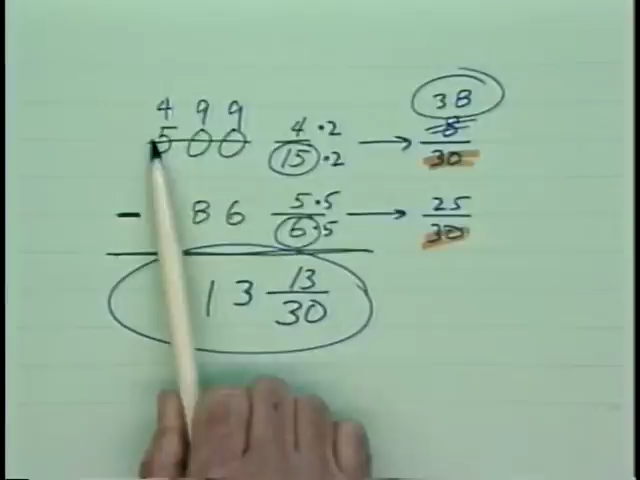 4 9 9 38
500 4/15 ·2 ·2 → 8/30
- 86 5/6 ·5 ·5 → 25/30
13 13/30